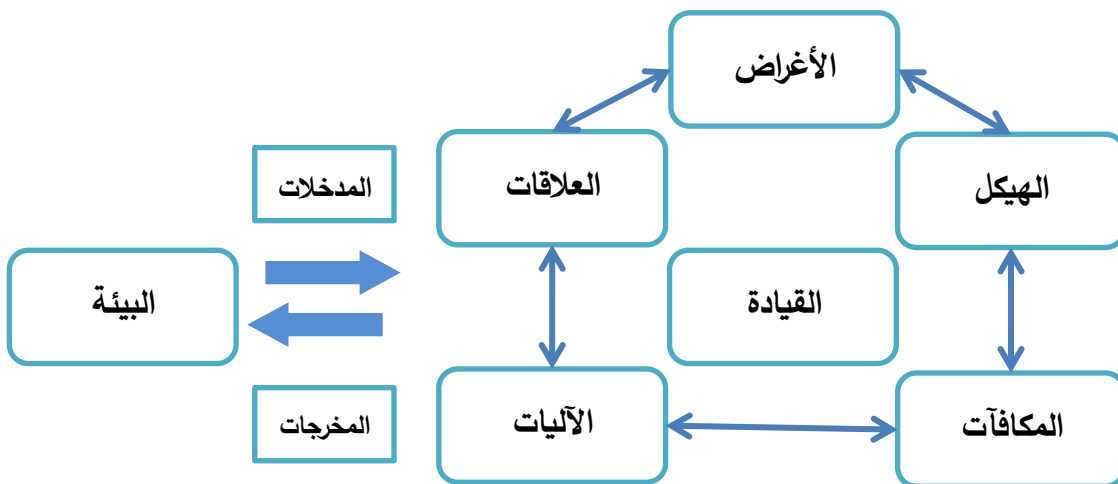 الأغراض
الهيكل
العلاقات
المدخلات
القيادة
البيئة
المكافآت
الآليات
المخرجات